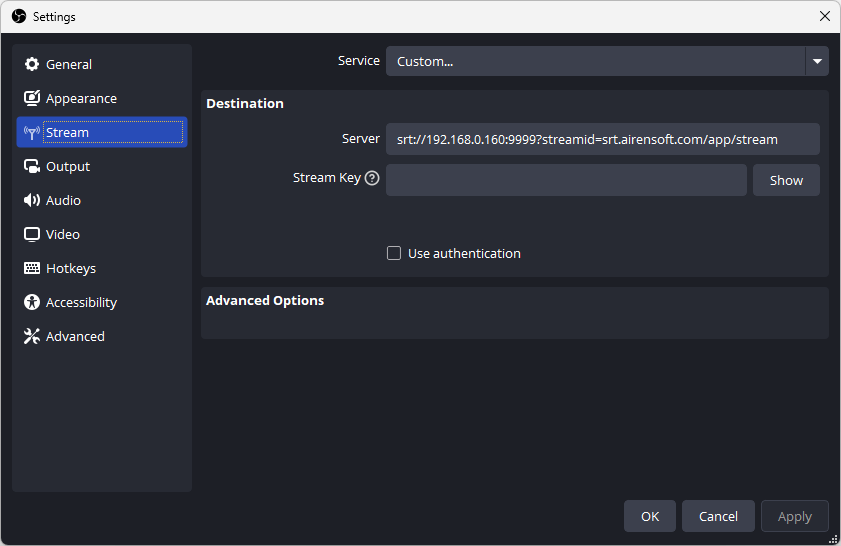 Settings
General
Appearance
Stream
Output
Audio
Video
Hotkeys
Accessibility
Advanced
Service Custom...
Destination
Server srt://192.168.0.160:9999?streamid=srt.airensoft.com/app/stream
Stream Key ? Show
Use authentication
Advanced Options
OK Cancel Apply